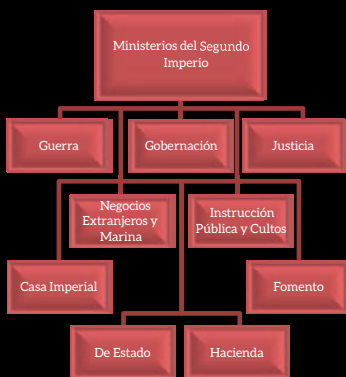 Ministerios del Segundo
Imperio
Guerra
Gobernación
Justicia
Negocios
Extranjeros y
Marina
Instrucción
Pública y Cultos
Casa Imperial
Fomento
De Estado
Hacienda